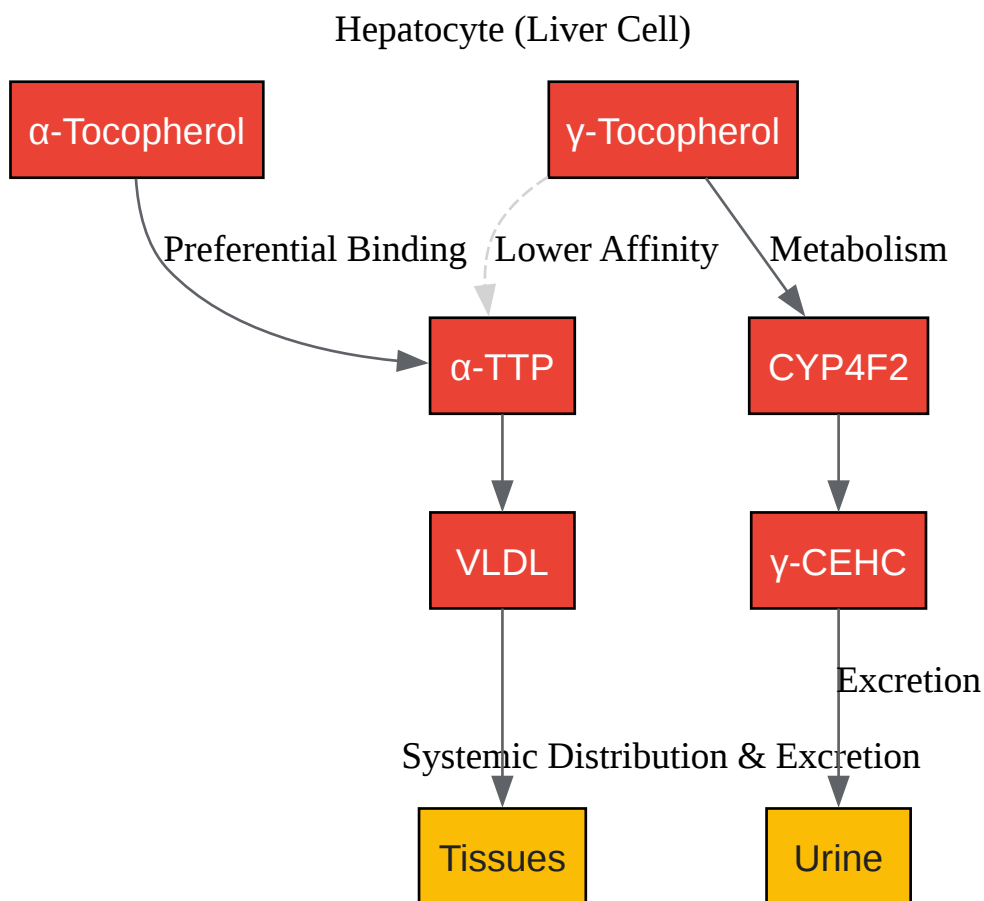 Hepatocyte (Liver Cell)
α-Tocopherol
γ-Tocopherol
Preferential Binding
Lower Affinity
Metabolism
α-TTP
CYP4F2
VLDL
γ-CEHC
Excretion
Systemic Distribution & Excretion
Tissues
Urine